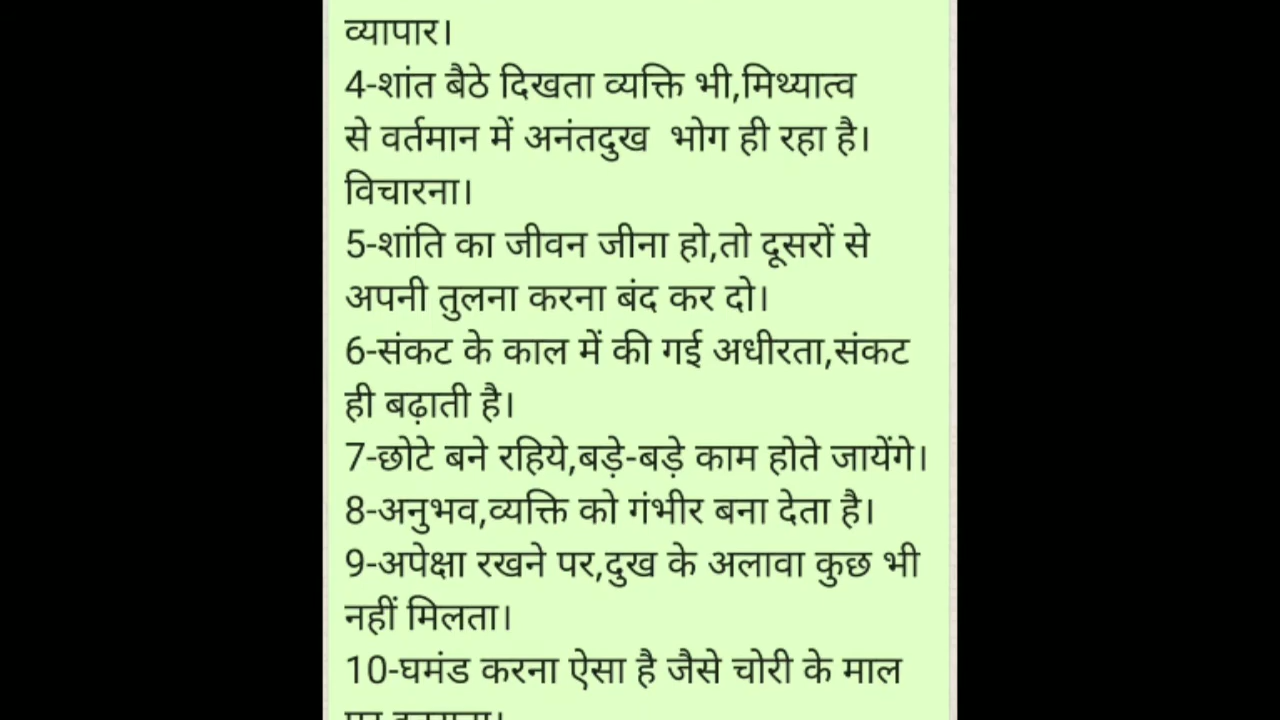 व्यापार।
4-शांत बैठे दिखता व्यक्ति भी,मिथ्यात्व
से वर्तमान में अनंतदुख  भोग ही रहा है।
विचारना।
5-शांति का जीवन जीना हो,तो दूसरों से
अपनी तुलना करना बंद कर दो।
6-संकट के काल में की गई अधीरता,संकट
ही बढ़ाती है।
7-छोटे बने रहिये,बड़े-बड़े काम होते जायेंगे।
8-अनुभव,व्यक्ति को गंभीर बना देता है।
9-अपेक्षा रखने पर,दुख के अलावा कुछ भी
नहीं मिलता।
10-घमंड करना ऐसा है जैसे चोरी के माल